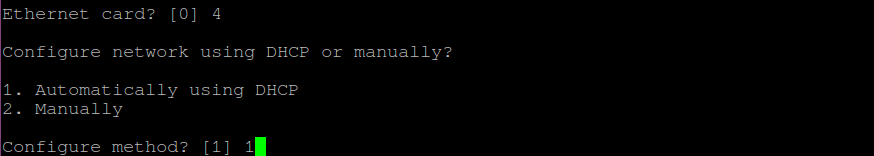 Ethernet card? [0] 4
Configure network using DHCP or manually?
1. Automatically using DHCP
2. Manually
Configure method? [1] 1